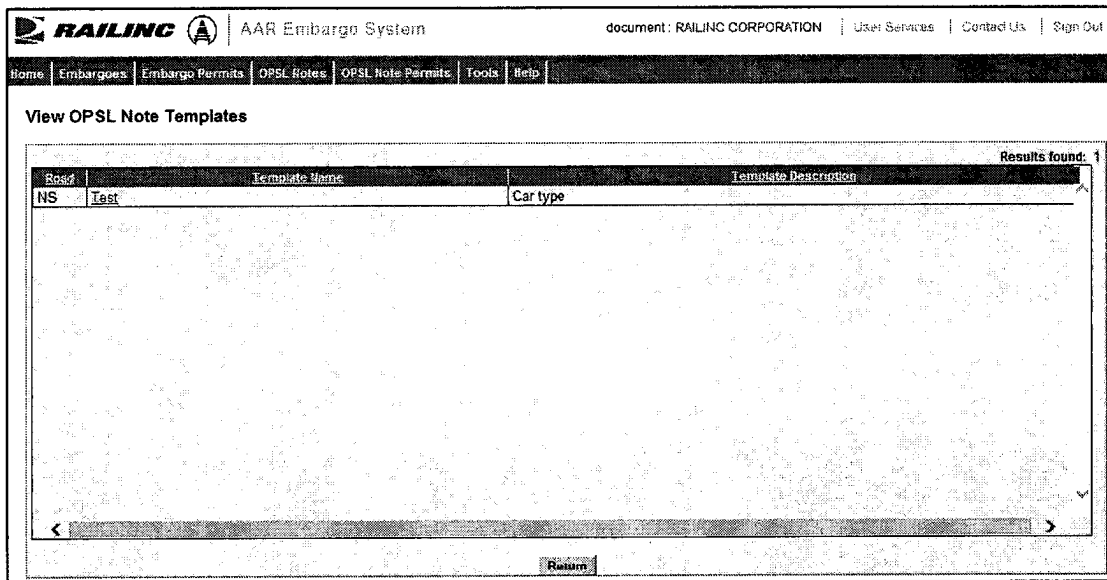 RAILINC AAR Embargo System document : RAILINC CORPORATION | User Services | Contact Us | Sign Out
Home | Embargoes | Embargo Permits | OPSL Notes | OPSL Note Permits | Tools | Help
View OPSL Note Templates
Results found: 1
Road Template Name Template Description
NS Test Car type
Return